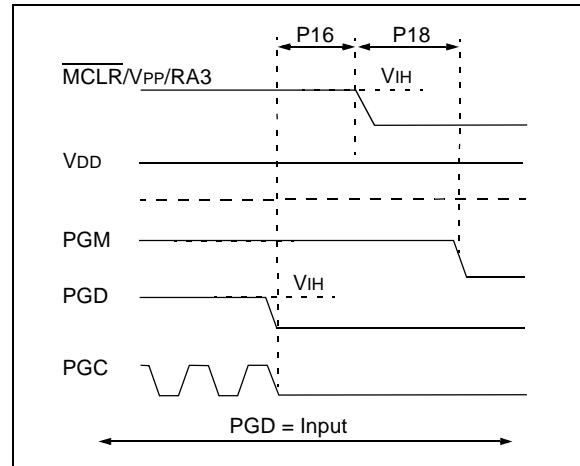 P16 P18
MCLR/VPP/RA3
VIH
VDD
PGM
PGD
VIH
PGC
PGD = Input